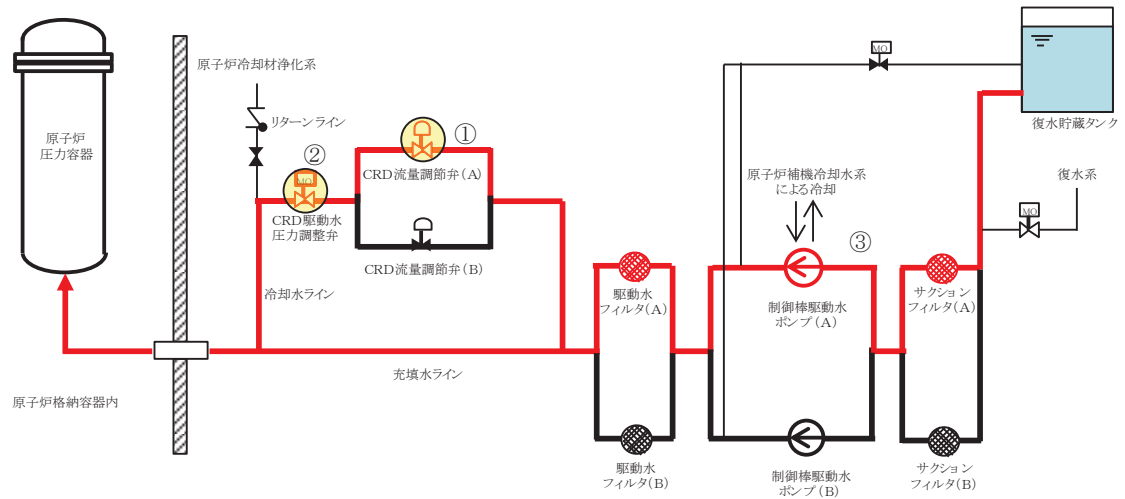 原子炉冷却材浄化系
リターンライン
①
②
MO
MO
復水貯蔵タンク
原子炉
圧力容器
CRD流量調節弁(A)
原子炉補機冷却水系
による冷却
復水系
MO
CRD駆動水
圧力調整弁
③
CRD流量調節弁(B)
冷却水ライン
駆動水
フィルタ(A)
制御棒駆動水
ポンプ(A)
サクション
フィルタ(A)
充填水ライン
原子炉格納容器内
駆動水
フィルタ(B)
制御棒駆動水
ポンプ(B)
サクション
フィルタ(B)